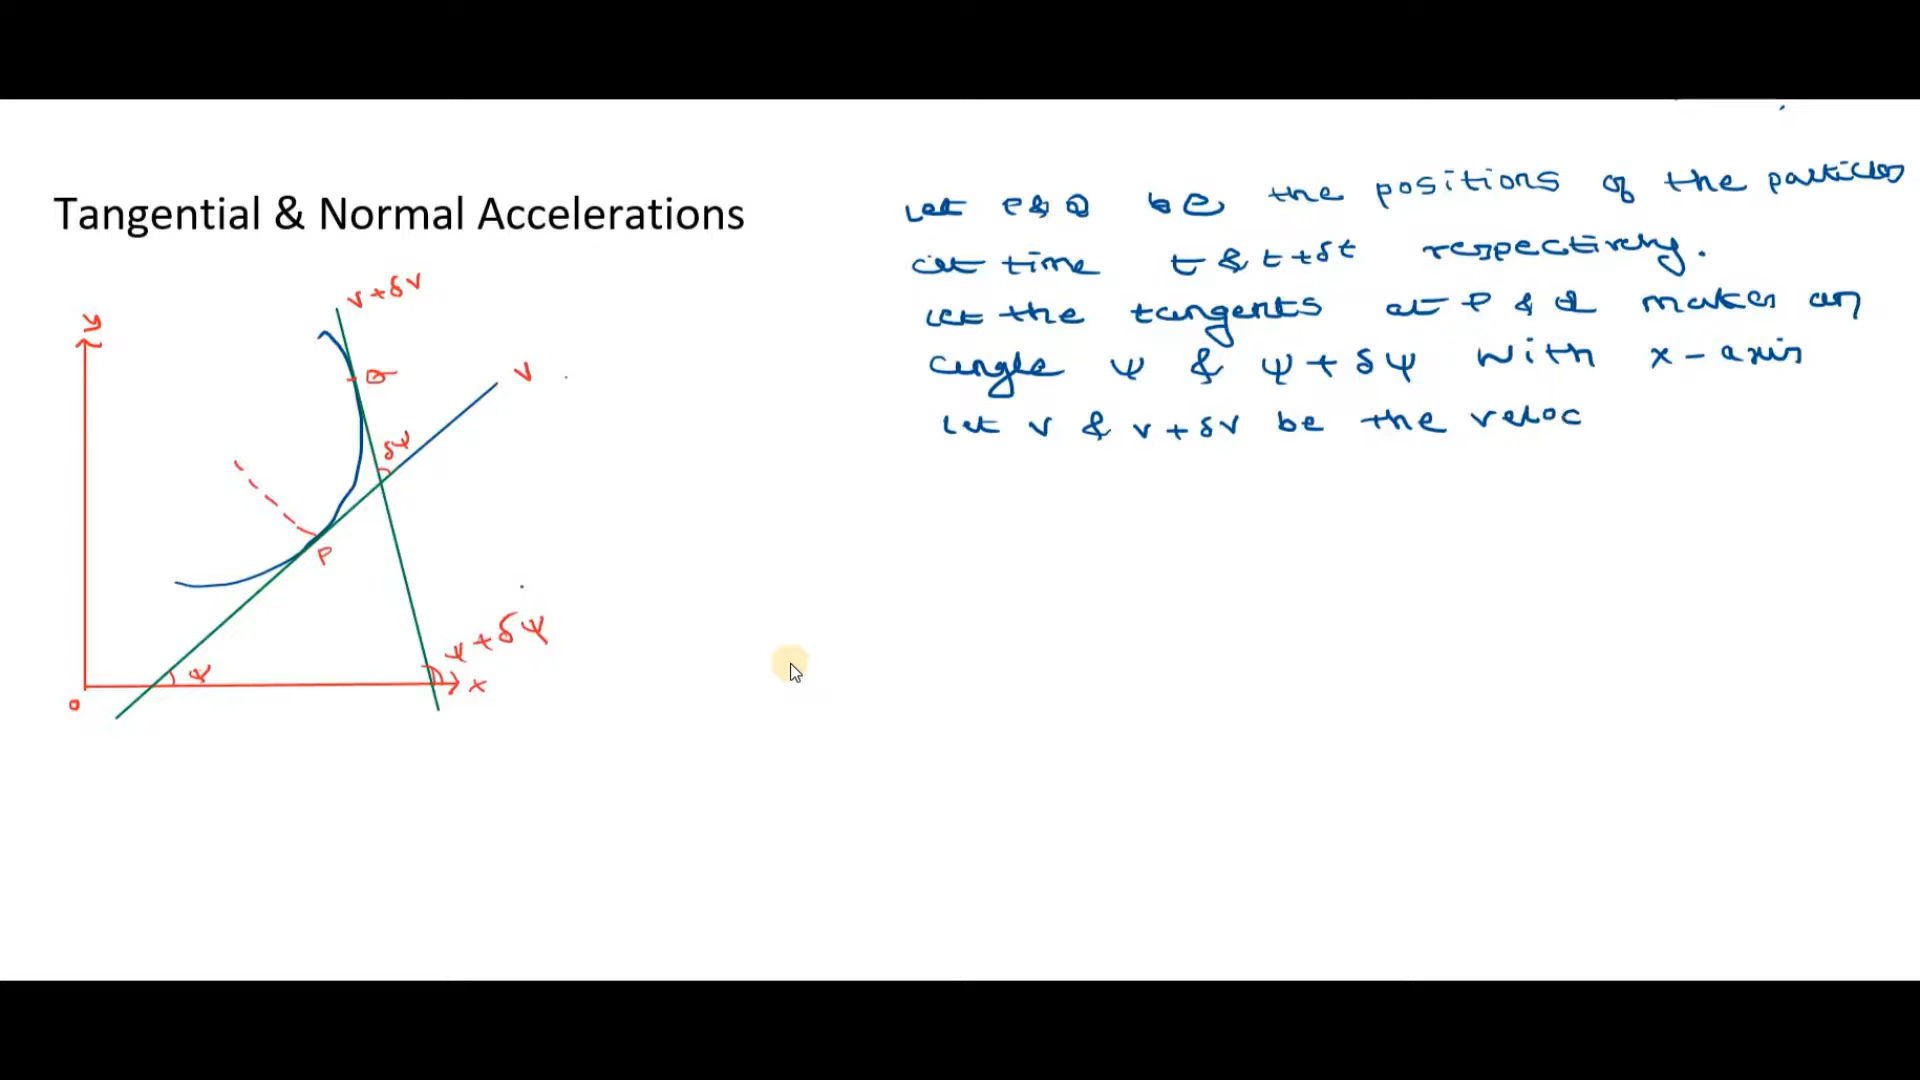 Tangential & Normal Accelerations
Let P & Q be the positions of the particles
at time t & t+δt respectively.
Let the tangents at P & Q makes an
angle ψ & ψ+δψ with x-axis
Let v & v+δv be the veloc
v+δv
y
Q
v
δψ
P
ψ+δψ
ψ
x
o